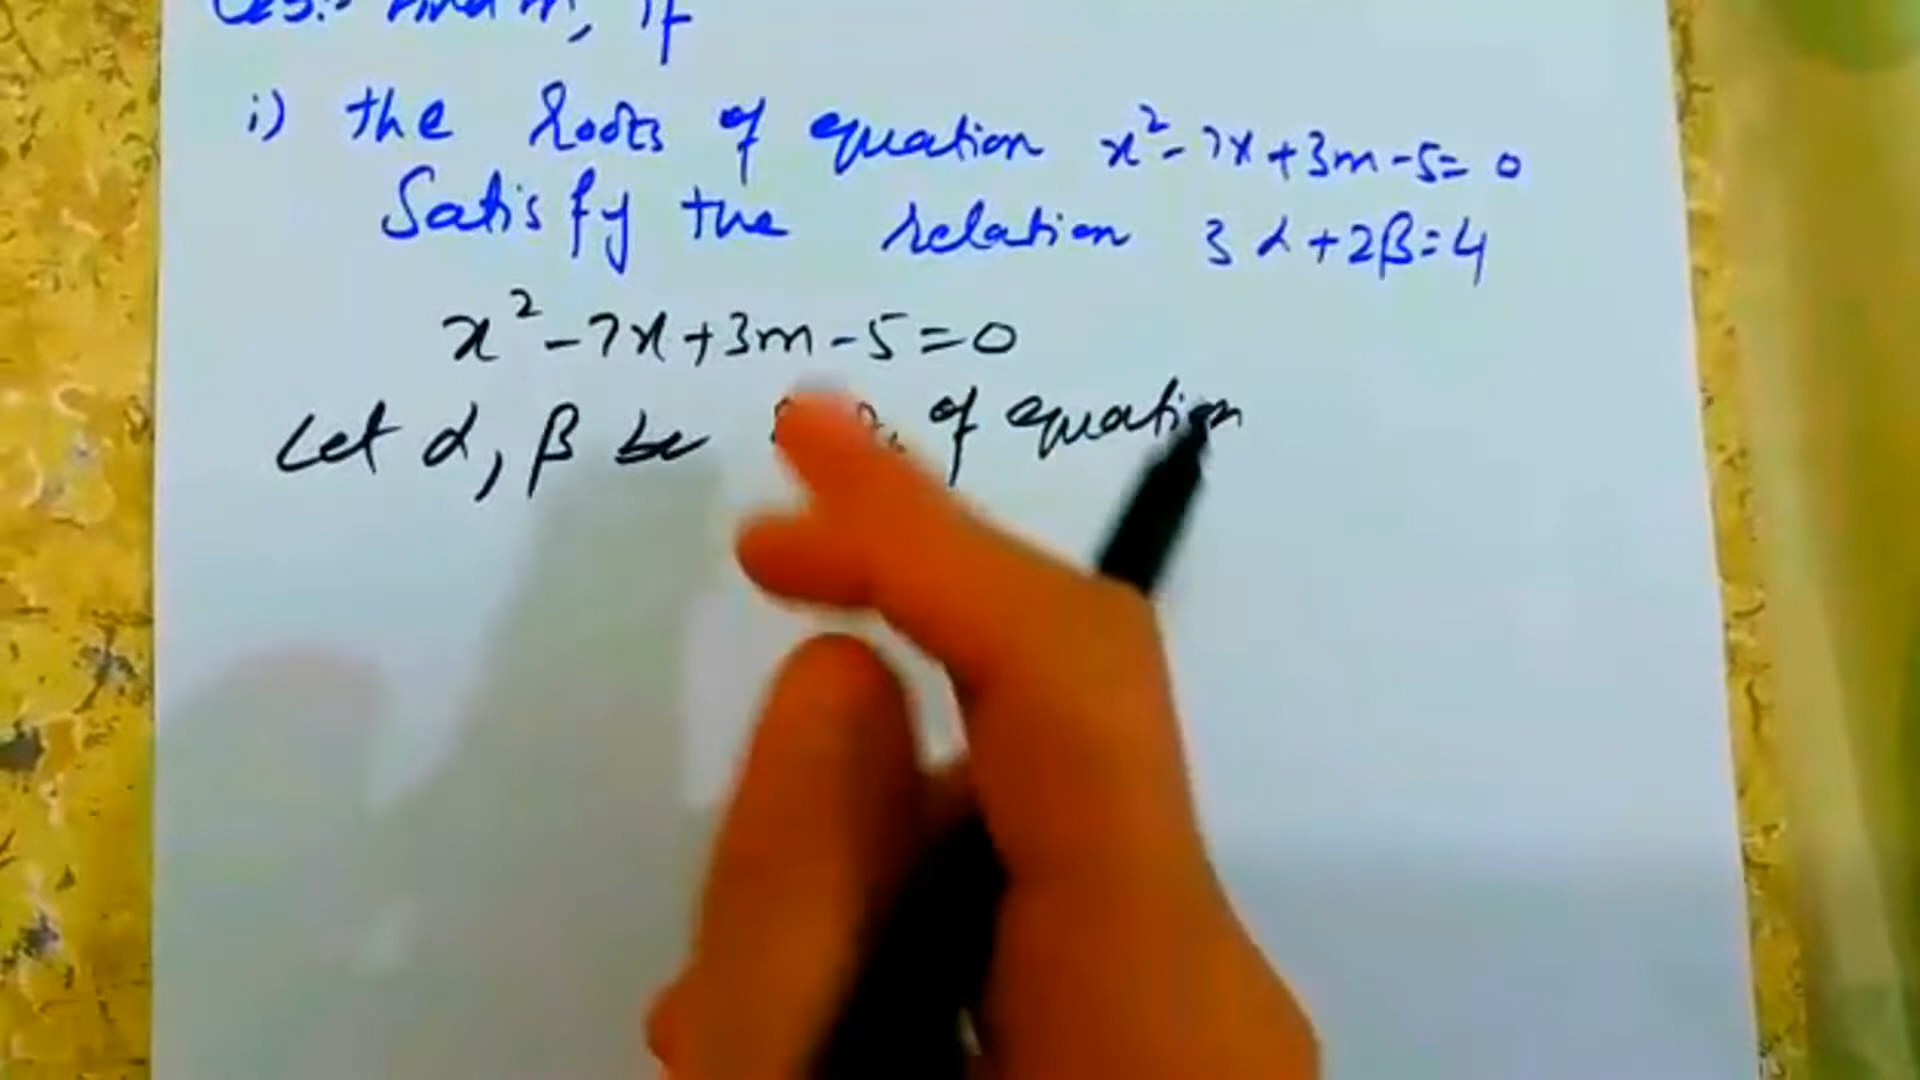 if
i) the Roots of equation x² - 7x + 3m - 5 = 0
Satisfy the relation 3α + 2β = 4
x² - 7x + 3m - 5 = 0
Let α, β be of equation